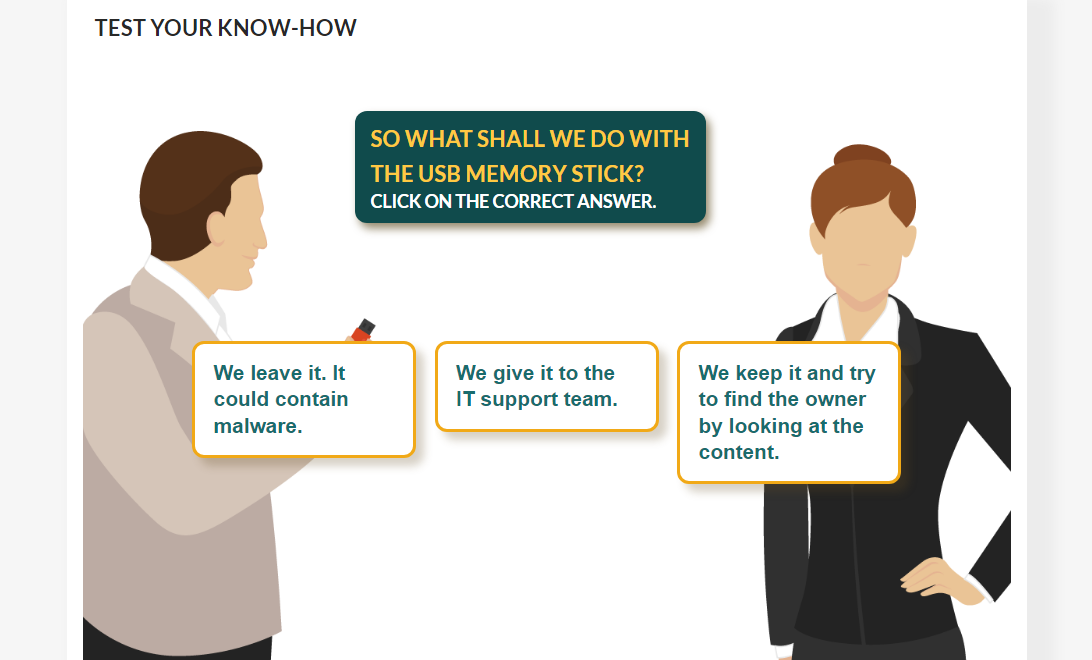 TEST YOUR KNOW-HOW
SO WHAT SHALL WE DO WITH
THE USB MEMORY STICK?
CLICK ON THE CORRECT ANSWER.
We leave it. It
could contain
malware.
We give it to the
IT support team.
We keep it and try
to find the owner
by looking at the
content.